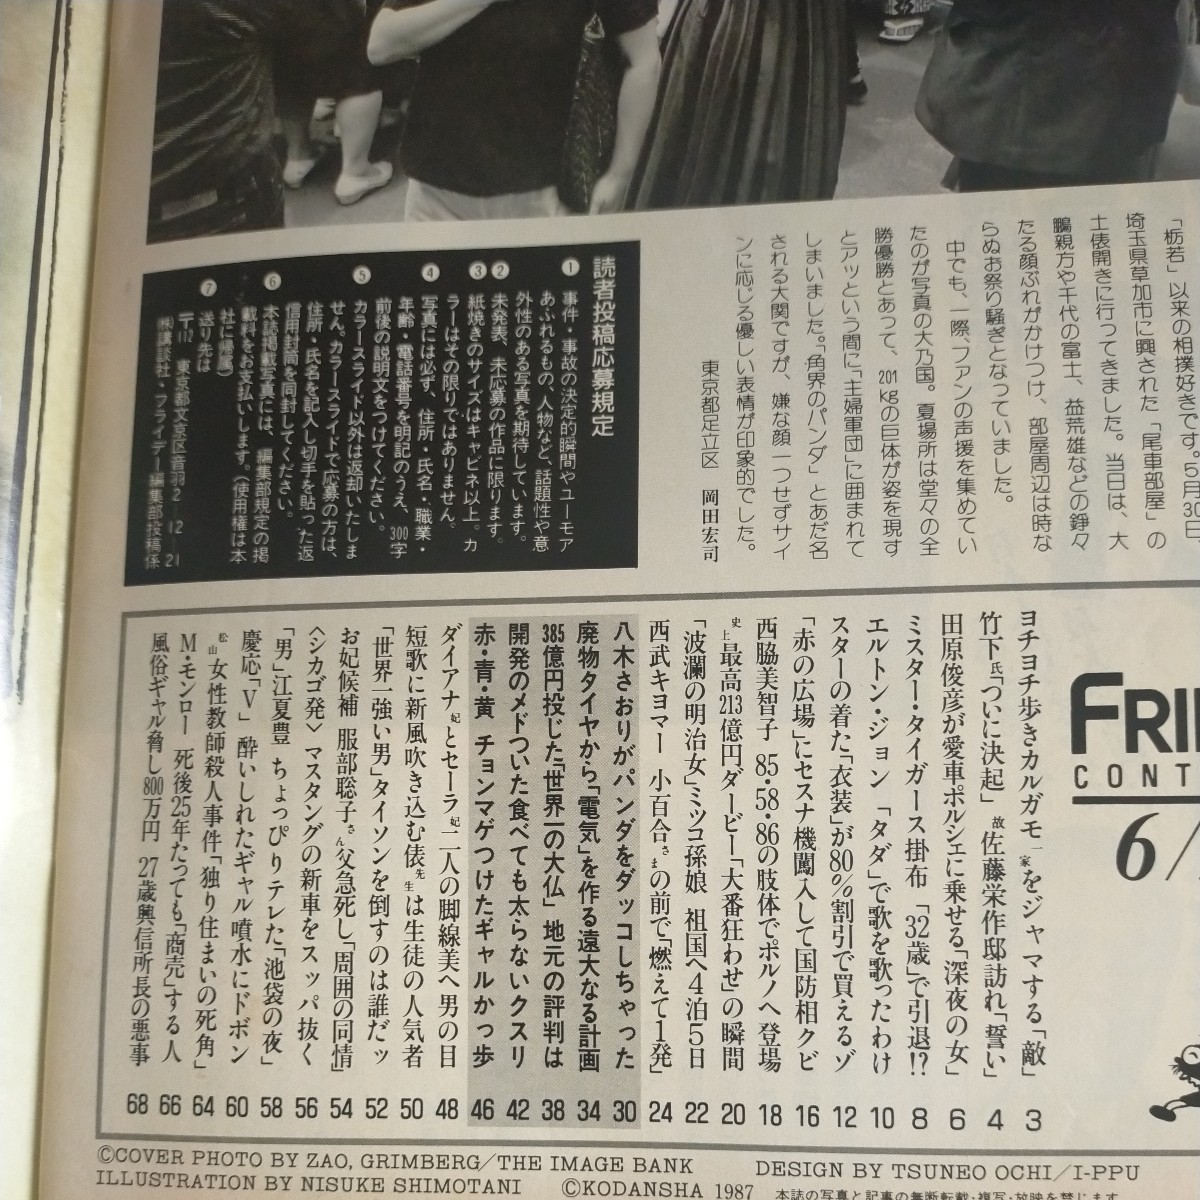 「栃若」以来の相撲好きです。5月30日、
埼玉県草加市に興された「尾車部屋」の
土俵開きに行ってきました。当日は、大
鵬親方や千代の富士、益荒雄などの錚々
たる顔ぶれがかけつけ、部屋周辺は時な
らぬお祭り騒ぎとなっていました。
中でも、一際、ファンの声援を集めてい
たのが写真の大乃国。夏場所は堂々の全
勝優勝とあって、201kgの巨体が姿を現す
とアッという間に「主婦軍団」に囲まれて
しまいました。「角界のパンダ」とあだ名
される大関ですが、嫌な顔一つせずサイ
ンに応じる優しい表情が印象的でした。
東京都足立区 岡田宏司
読者投稿応募規定
①事件・事故の決定的瞬間やユーモア
あふれるもの、人物など、話題性や意
外性のある写真を期待しています。
②未発表、未応募の作品に限ります。
③紙焼きのサイズはキャビネ以上。カ
ラーはその限りではありません。
④写真には必ず、住所・氏名・職業・
年齢・電話番号を明記のうえ、300字
前後の説明文をつけてください。
⑤カラースライド以外は返却いたしま
せん。カラースライドで応募の方は、
住所・氏名を記入し切手を貼った返
信用封筒を同封してください。
⑥本誌掲載写真には、編集部規定の掲
載料をお支払いします。(使用権は本
社に帰属)
⑦送り先は
〒112 東京都文京区音羽2-12-21
㈱講談社・フライデー編集部投稿係
FRI
CONT
6/
ヨチヨチ歩きカルガモ一家をジャマする「敵」 3
竹下氏「ついに決起」 故佐藤栄作邸訪れ「誓い」 4
田原俊彦が愛車ポルシェに乗せる「深夜の女」 6
ミスター・タイガース掛布 「32歳」で引退!? 8
エルトン・ジョン 「タダ」で歌を歌ったわけ 10
スターの着た「衣装」が80%割引で買えるゾ 12
「赤の広場」にセスナ機闖入して国防相クビ 16
西脇美智子 85・58・86の肢体でポルノへ登場 18
史上最高213億円ダービー「大番狂わせ」の瞬間 20
「波瀾の明治女」ミツコ孫娘 祖国へ4泊5日 22
西武キヨマー 小百合さまの前で「燃えて1発」 24
八木さおりがパンダをダッコしちゃった 30
廃物タイヤから「電気」を作る遠大なる計画 34
385億円投じた「世界一の大仏」地元の評判は 38
開発のメドついた食べても太らないクスリ 42
赤・青・黄 チョンマゲつけたギャルかっ歩 46
ダイアナ妃とセーラ妃二人の脚線美へ男の目 48
短歌に新風吹き込む俵先生は生徒の人気者 50
「世界一強い男」タイソンを倒すのは誰だッ 52
お妃候補 服部聡子さん父急死し「周囲の同情」 54
〈シカゴ発〉マスタングの新車をスッパ抜く 56
「男」江夏豊 ちょっぴりテレた「池袋の夜」 58
慶応「V」 酔いしれたギャル噴水にドボン 60
松山女性教師殺人事件「独り住まいの死角」 64
M・モンロー 死後25年たっても「商売」する人 66
風俗ギャル脅し800万円 27歳興信所長の悪事 68
©COVER PHOTO BY ZAO, GRIMBERG/THE IMAGE BANK
DESIGN BY TSUNEO OCHI/I-PPU
ILLUSTRATION BY NISUKE SHIMOTANI
©KODANSHA 1987
本誌の写真と記事の無断転載・複写・放映を禁じます